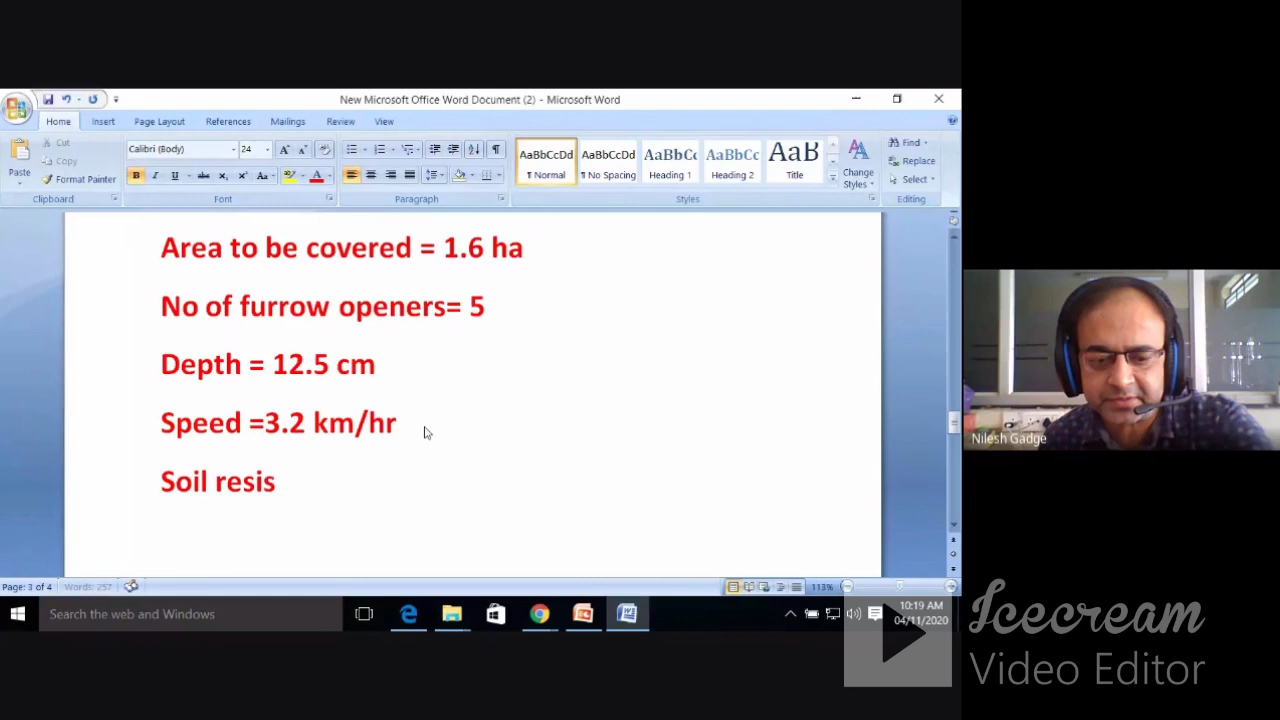 New Microsoft Office Word Document (2) - Microsoft Word
Home Insert Page Layout References Mailings Review View
Paste
Cut
Copy
Format Painter
Clipboard
Calibri (Body) 24
B I U abc x₂ x² Aa A
Font
Paragraph
AaBbCcDd AaBbCcDd AaBbCc AaBbCc AaB
¶ Normal ¶ No Spacing Heading 1 Heading 2 Title
Change Styles
Styles
Find
Replace
Select
Editing
Area to be covered = 1.6 ha
No of furrow openers= 5
Depth = 12.5 cm
Speed =3.2 km/hr
Soil resis
Nilesh Gadge
Page: 3 of 4 Words: 257 113%
Search the web and Windows
10:19 AM
04/11/2020
Icecream
Video Editor